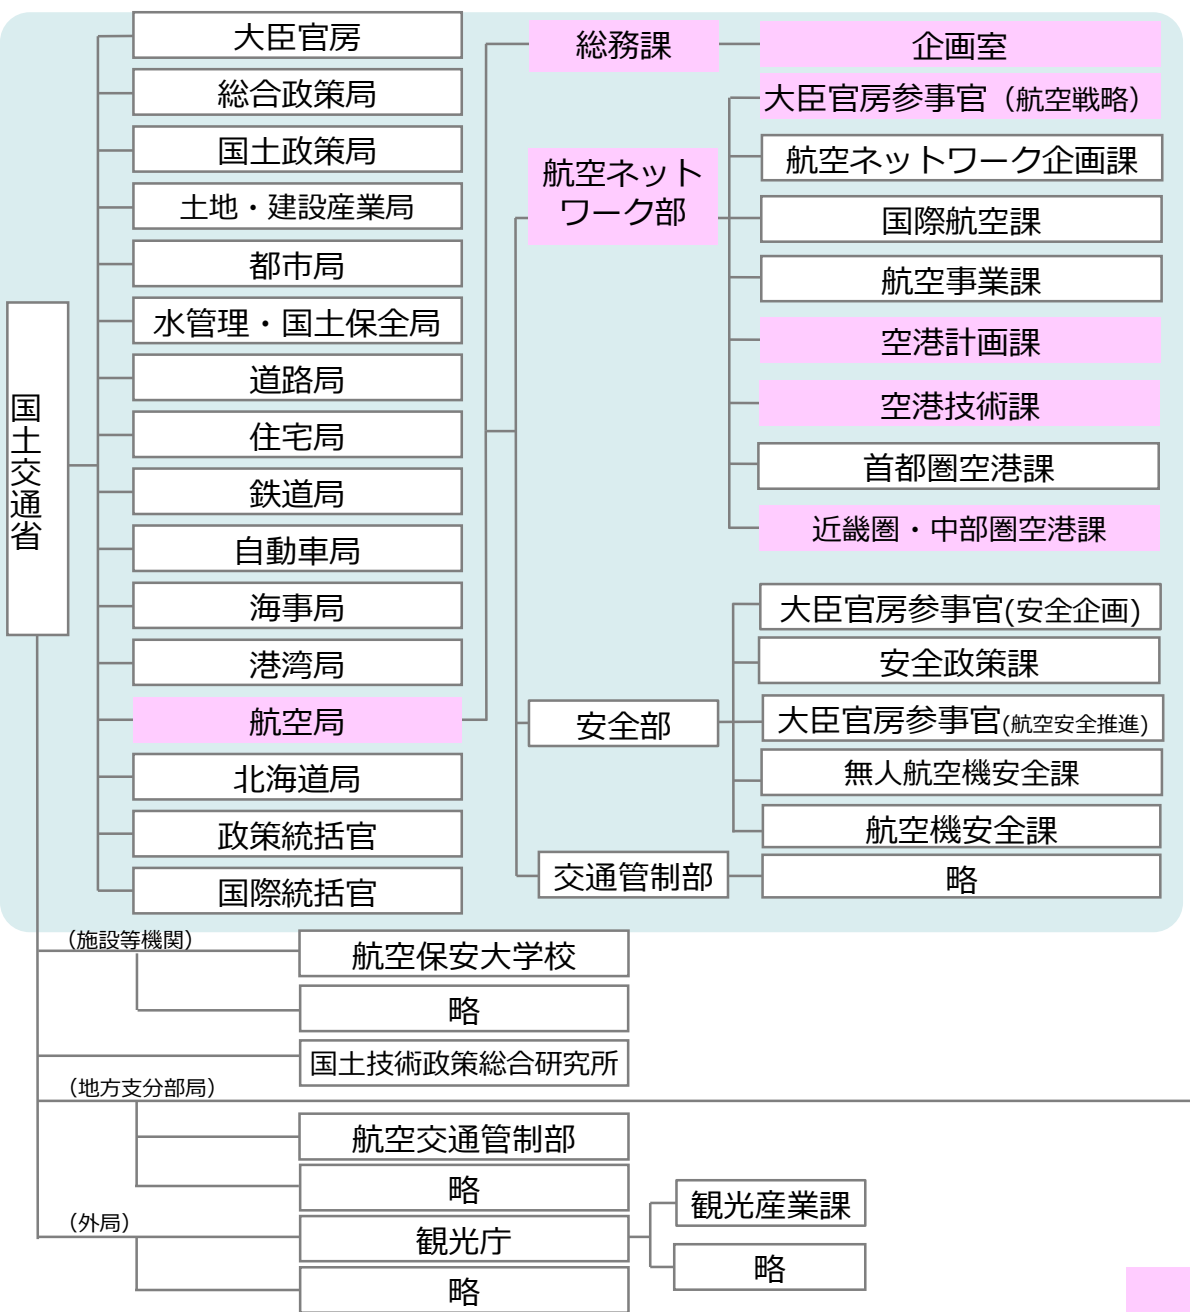 国土交通省
大臣官房
総合政策局
国土政策局
土地・建設産業局
都市局
水管理・国土保全局
道路局
住宅局
鉄道局
自動車局
海事局
港湾局
航空局
北海道局
政策統括官
国際統括官
総務課
企画室
航空ネット
ワーク部
大臣官房参事官（航空戦略）
航空ネットワーク企画課
国際航空課
航空事業課
空港計画課
空港技術課
首都圏空港課
近畿圏・中部圏空港課
安全部
大臣官房参事官(安全企画)
安全政策課
大臣官房参事官(航空安全推進)
無人航空機安全課
航空機安全課
交通管制部
略
（施設等機関）
航空保安大学校
略
国土技術政策総合研究所
（地方支分部局）
航空交通管制部
略
（外局）
観光庁
観光産業課
略
略